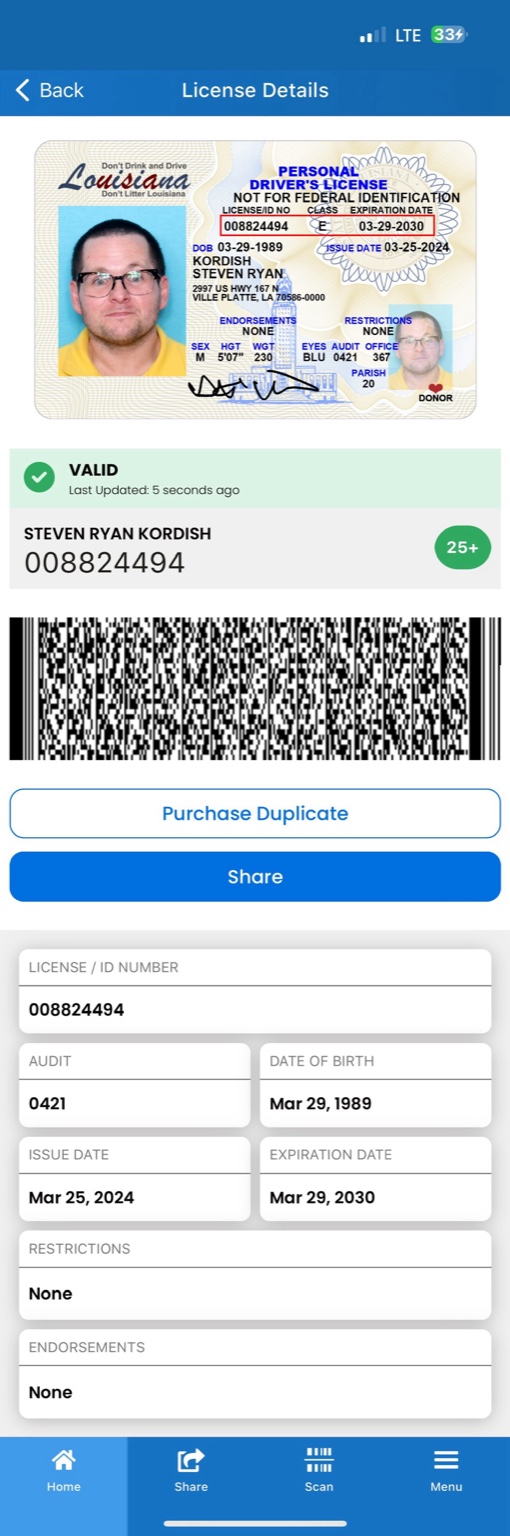 LTE 33
Back License Details
Don't Drink and Drive
Louisiana
Don't Litter Louisiana
PERSONAL
DRIVER'S LICENSE
NOT FOR FEDERAL IDENTIFICATION
LICENSE/ID NO CLASS EXPIRATION DATE
008824494 E 03-29-2030
DOB 03-29-1989 ISSUE DATE 03-25-2024
KORDISH
STEVEN RYAN
2997 US HWY 167 N
VILLE PLATTE, LA 70586-0000
ENDORSEMENTS RESTRICTIONS
NONE NONE
SEX HGT WGT EYES AUDIT OFFICE
M 5'07" 230 BLU 0421 367
PARISH
20
DONOR
VALID
Last Updated: 5 seconds ago
STEVEN RYAN KORDISH
008824494
25+
Purchase Duplicate
Share
LICENSE / ID NUMBER
008824494
AUDIT DATE OF BIRTH
0421 Mar 29, 1989
ISSUE DATE EXPIRATION DATE
Mar 25, 2024 Mar 29, 2030
RESTRICTIONS
None
ENDORSEMENTS
None
Home Share Scan Menu